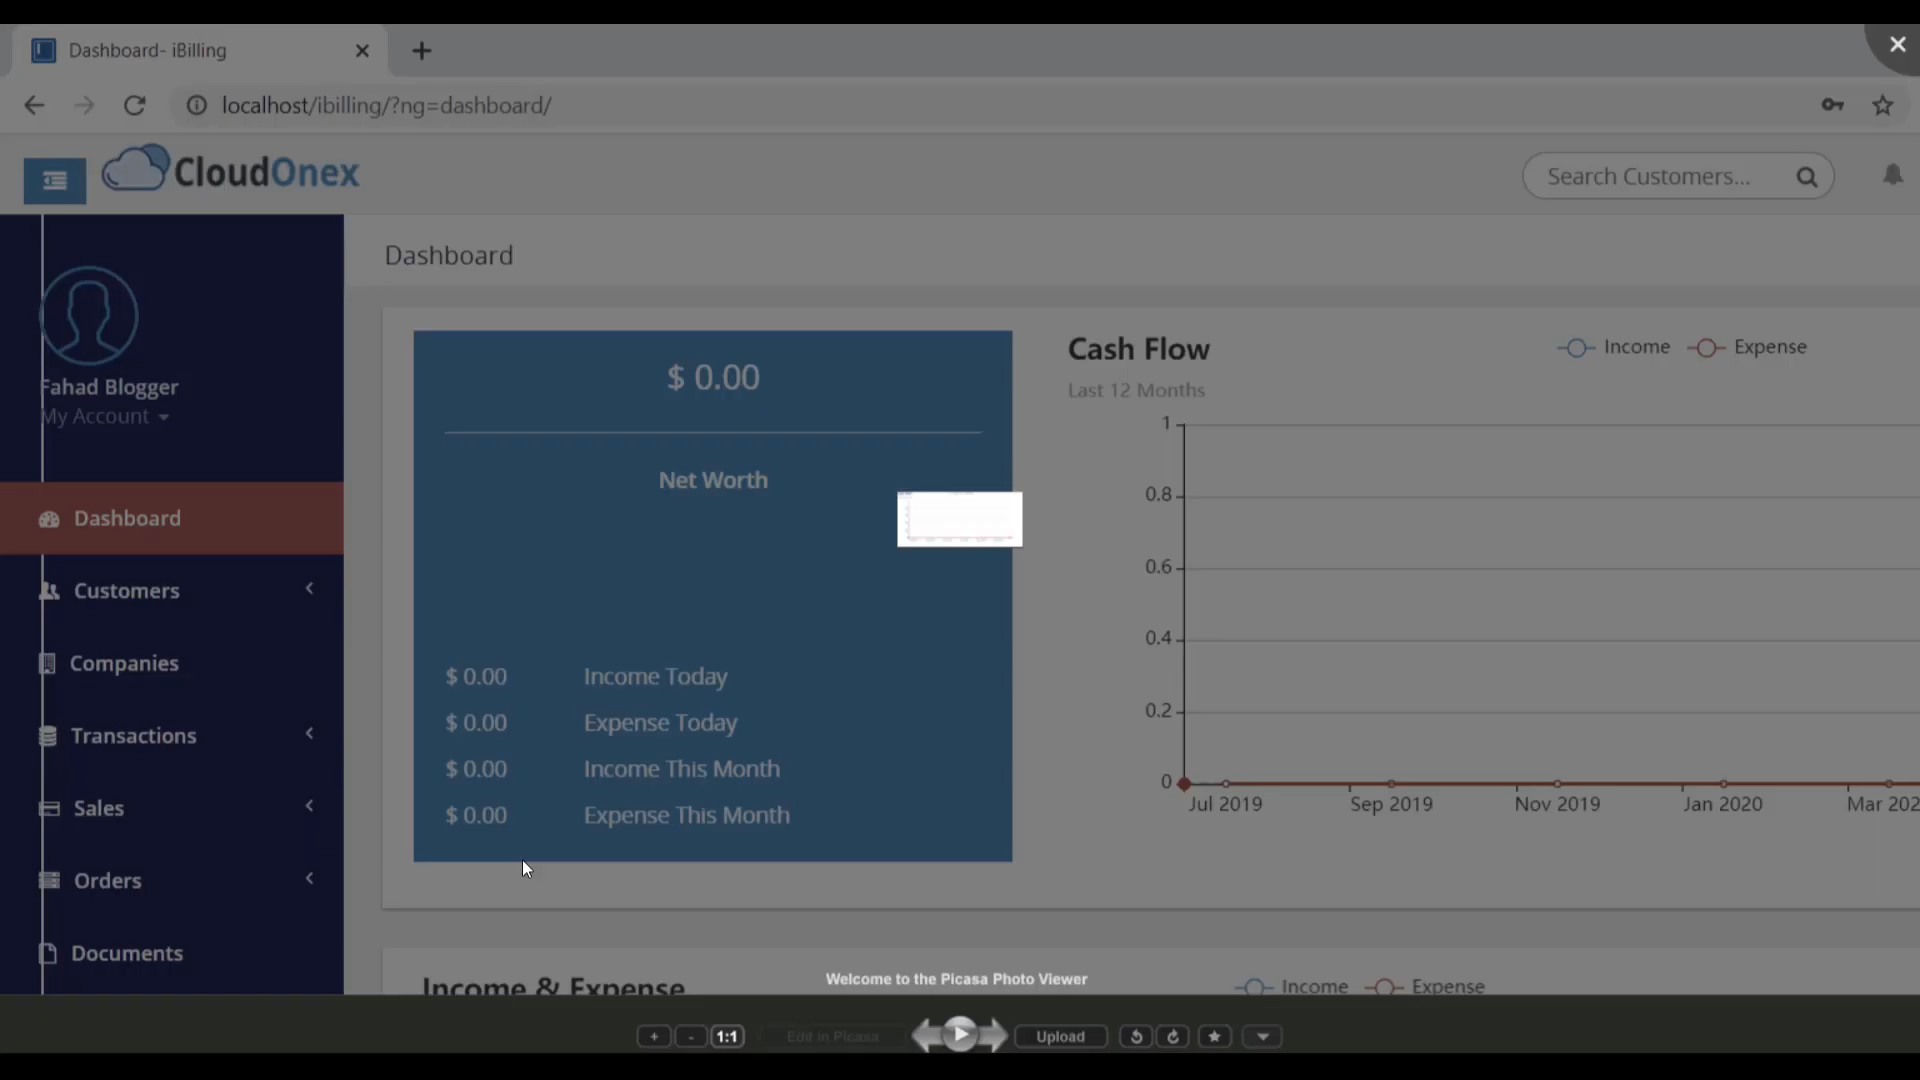 Dashboard- iBilling
localhost/ibilling/?ng=dashboard/
CloudOnex
Search Customers...
Fahad Blogger
My Account
Dashboard
Customers
Companies
Transactions
Sales
Orders
Documents
Dashboard
$ 0.00
Net Worth
$ 0.00 Income Today
$ 0.00 Expense Today
$ 0.00 Income This Month
$ 0.00 Expense This Month
Cash Flow
Last 12 Months
Income Expense
1
0.8
0.6
0.4
0.2
0
Jul 2019 Sep 2019 Nov 2019 Jan 2020 Mar 202
Income & Expense
Income Expense
Welcome to the Picasa Photo Viewer
+ - 1:1 Edit in Picasa Upload